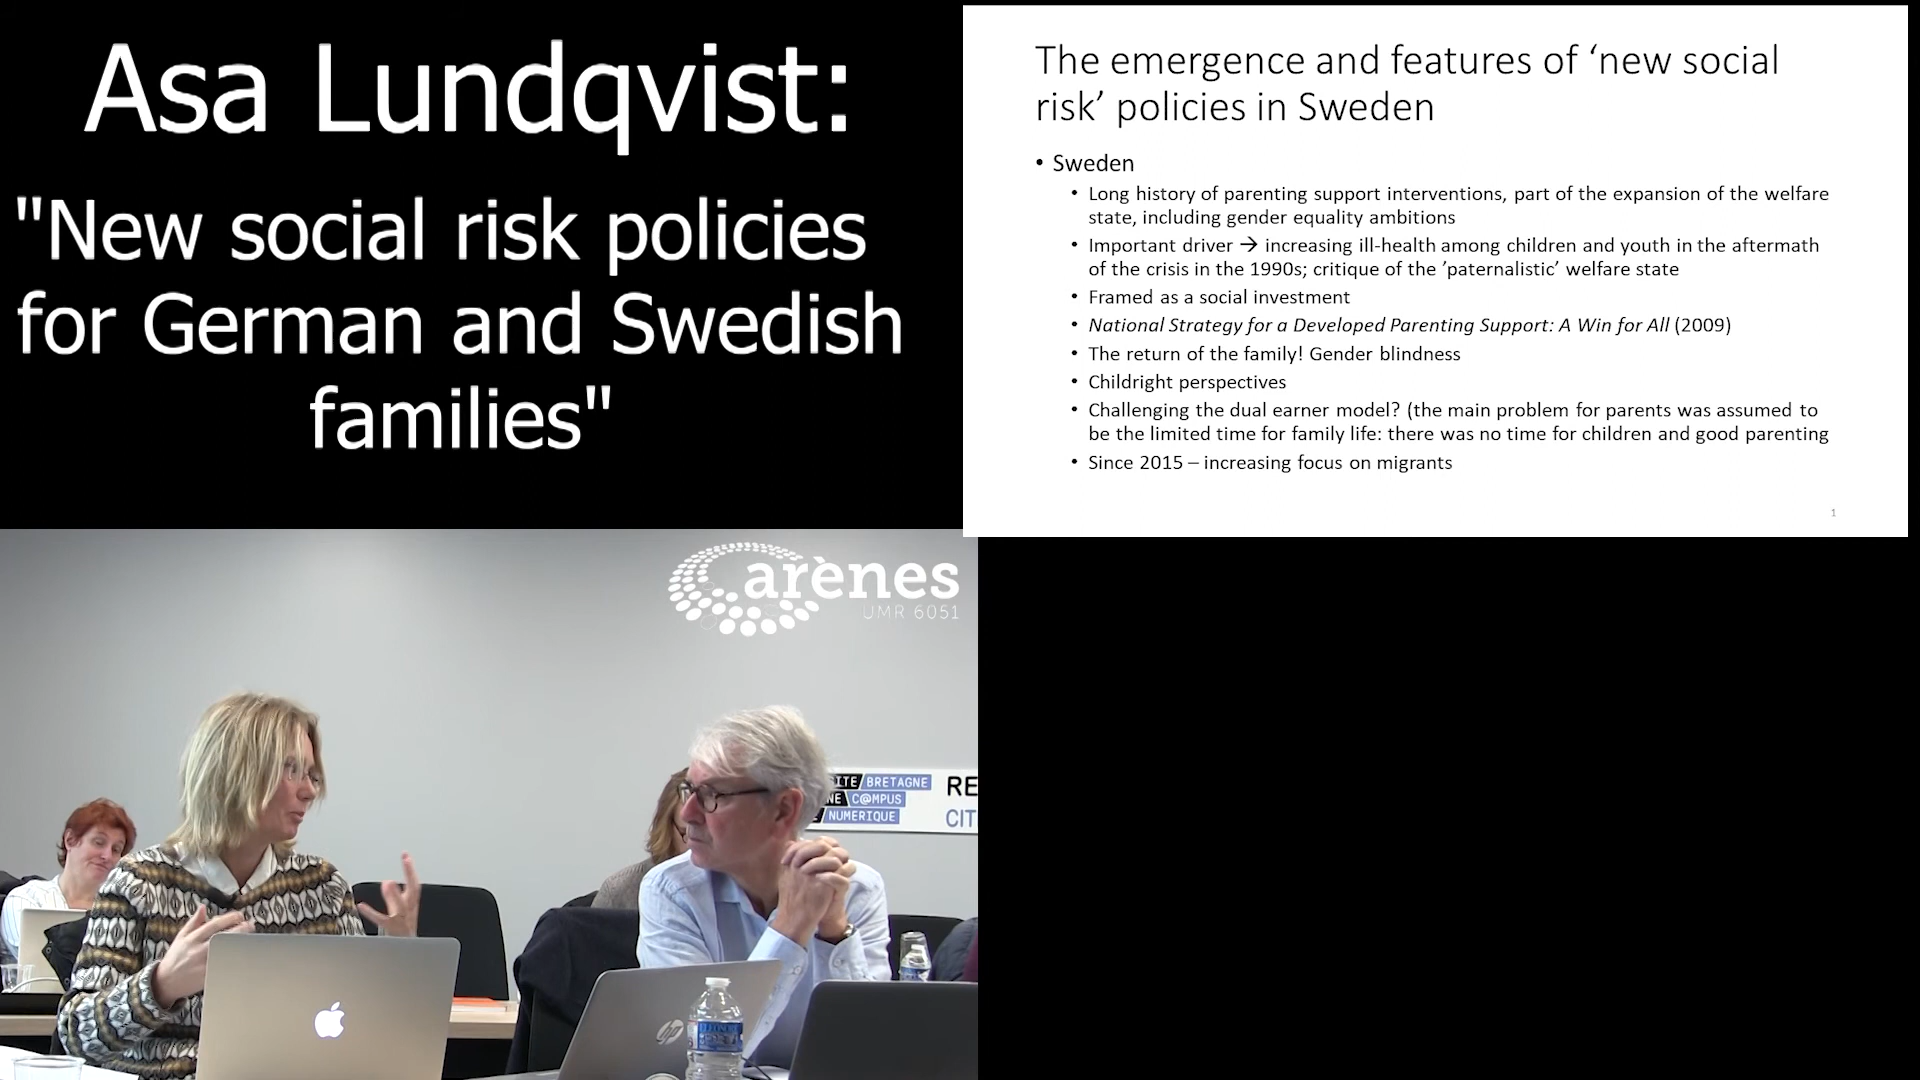 Asa Lundqvist:
"New social risk policies
for German and Swedish
families"
The emergence and features of ‘new social
risk’ policies in Sweden
• Sweden
• Long history of parenting support interventions, part of the expansion of the welfare
state, including gender equality ambitions
• Important driver → increasing ill-health among children and youth in the aftermath
of the crisis in the 1990s; critique of the ’paternalistic’ welfare state
• Framed as a social investment
• National Strategy for a Developed Parenting Support: A Win for All (2009)
• The return of the family! Gender blindness
• Childright perspectives
• Challenging the dual earner model? (the main problem for parents was assumed to
be the limited time for family life: there was no time for children and good parenting
• Since 2015 – increasing focus on migrants
1
arènes
UMR 6051
ITE BRETAGNE
NE C@MPUS
NUMERIQUE
RE
CIT
hp